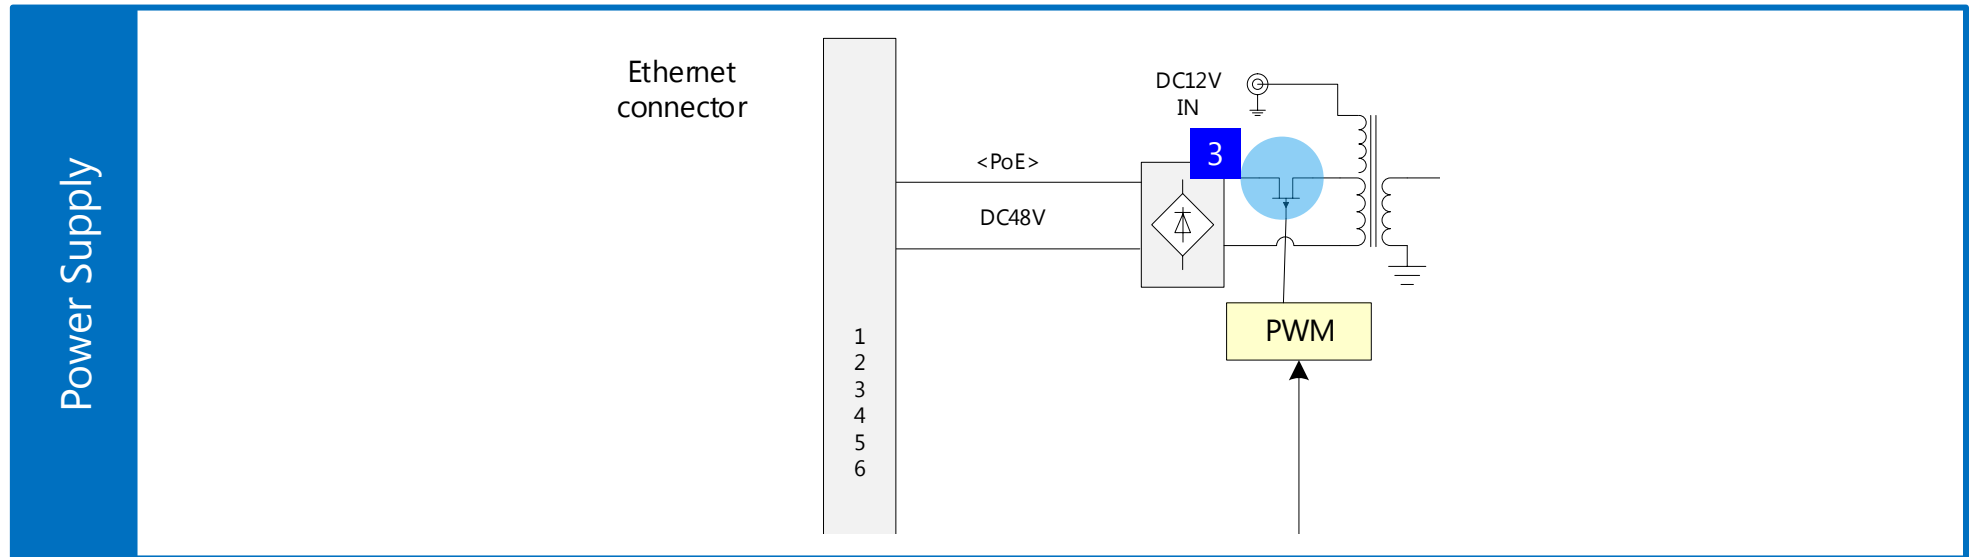 Power Supply
Ethernet
connector
DC12V
IN
3
<PoE>
DC48V
PWM
1
2
3
4
5
6